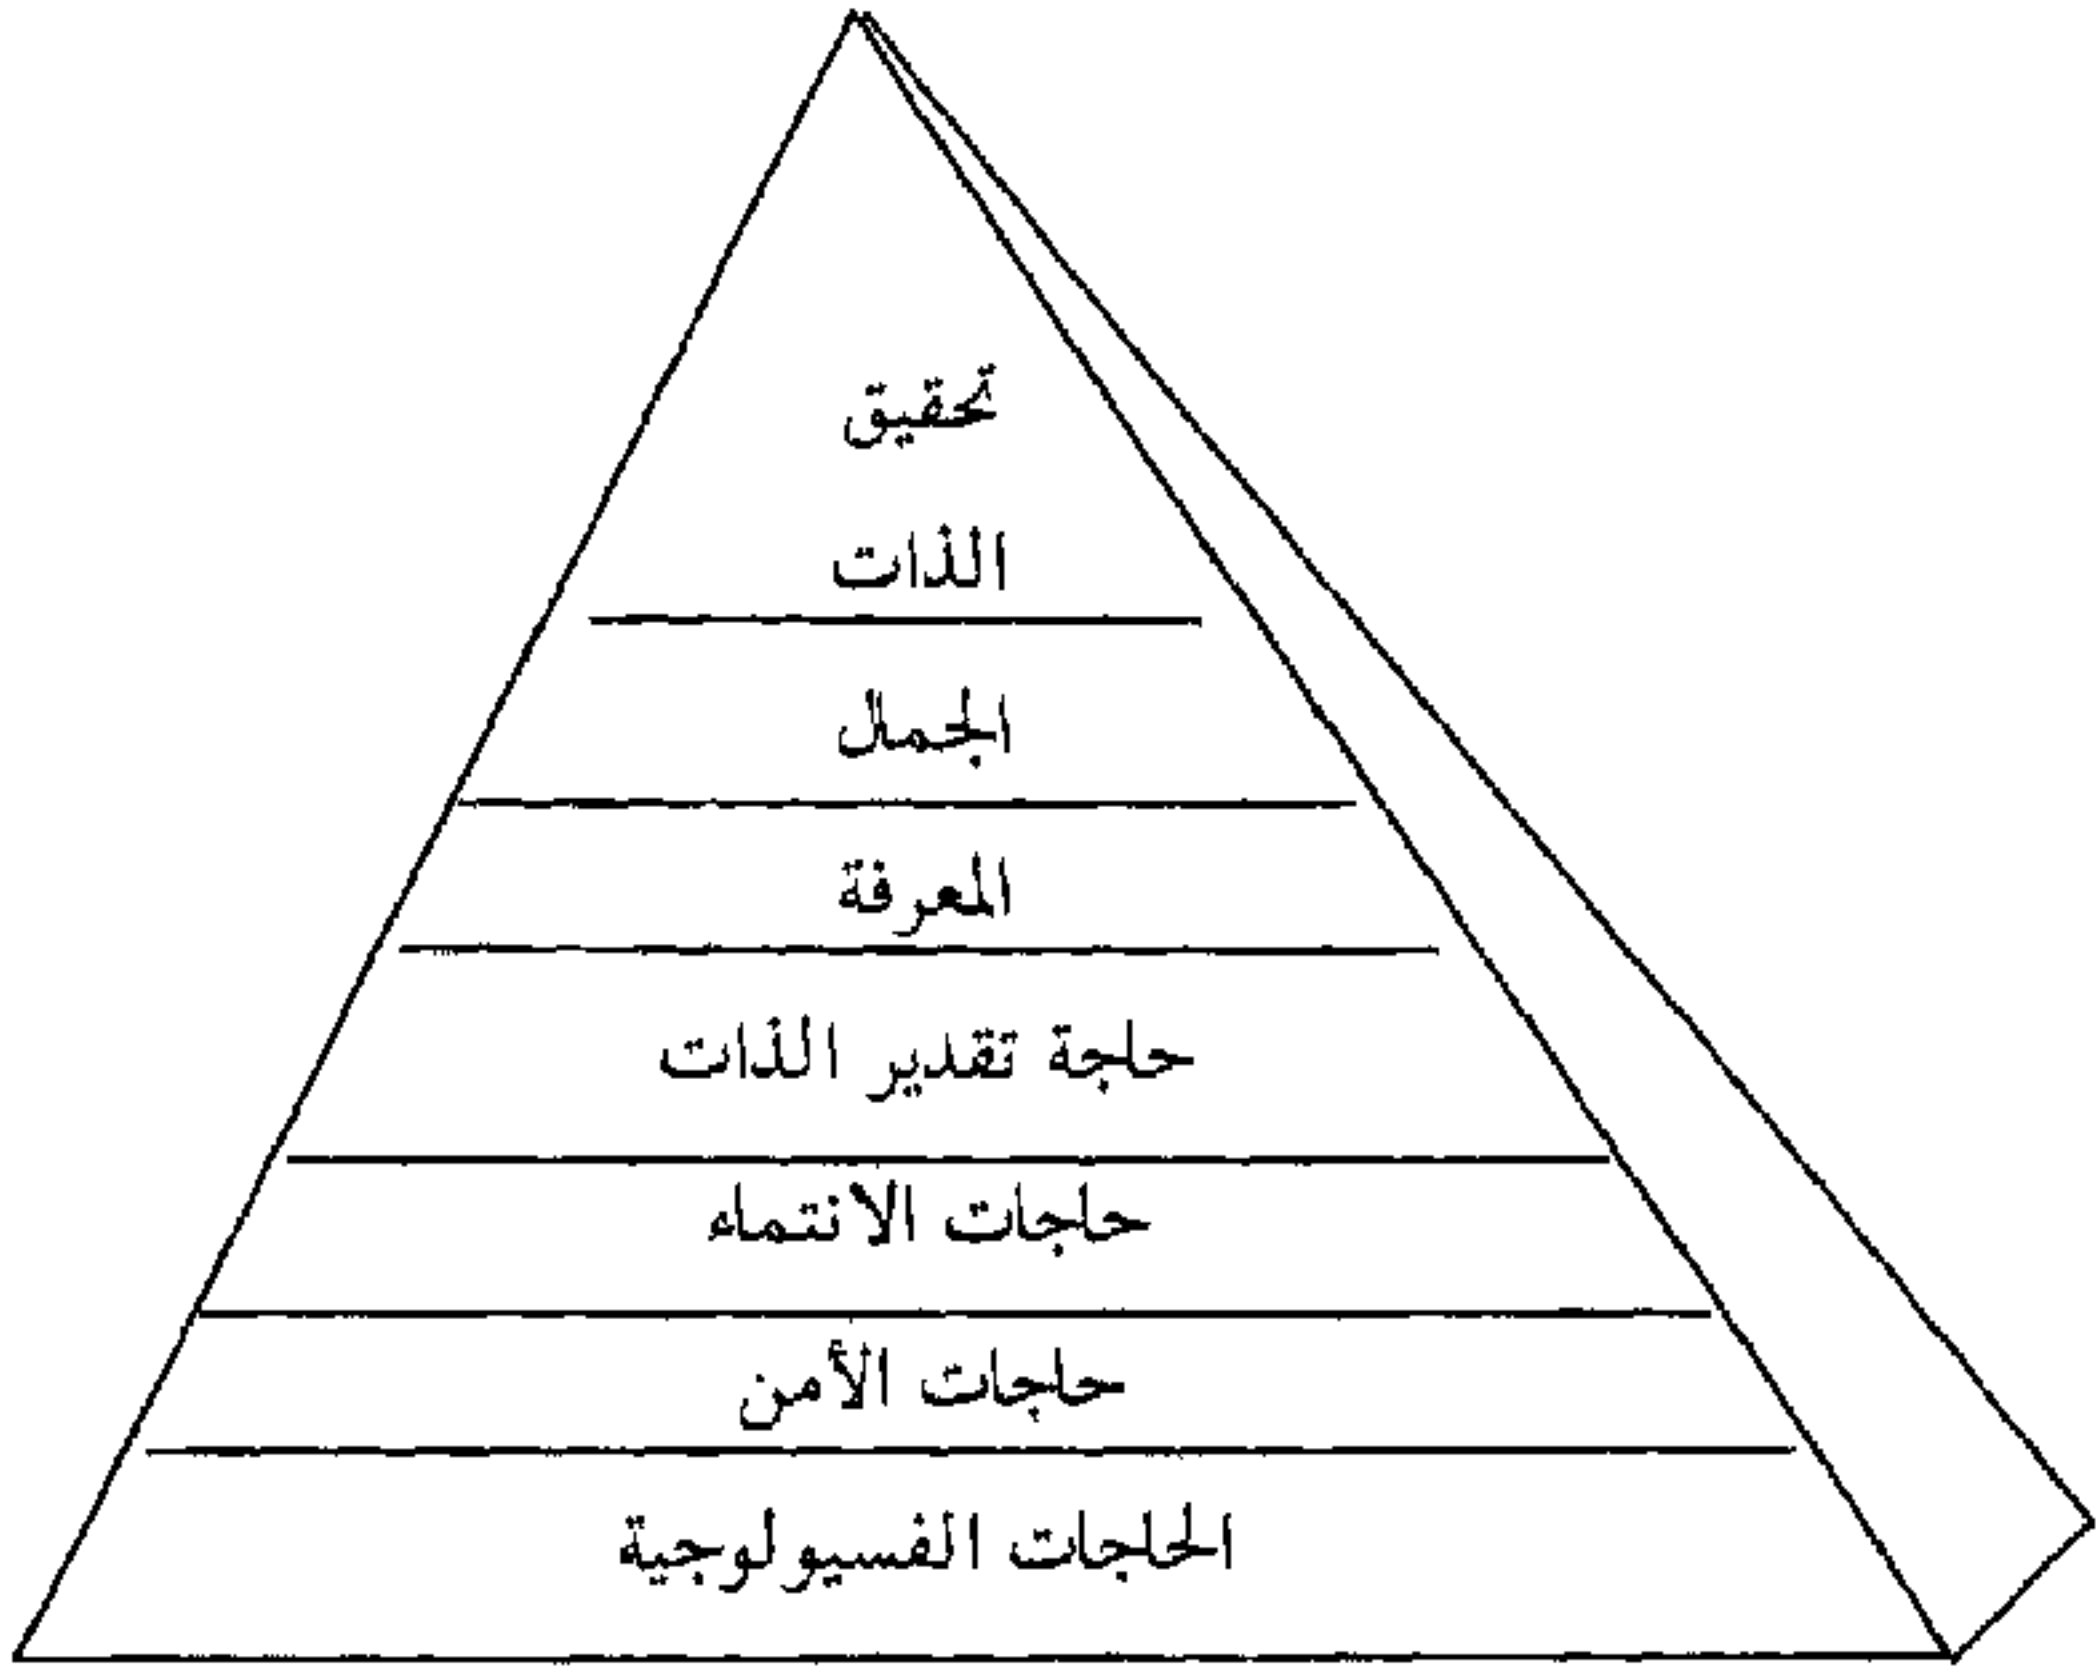 تحقيق
الذات
الجمال
المعرفة
حاجة تقدير الذات
حاجات الانتماء
حاجات الأمن
الحاجات الفسيولوجية